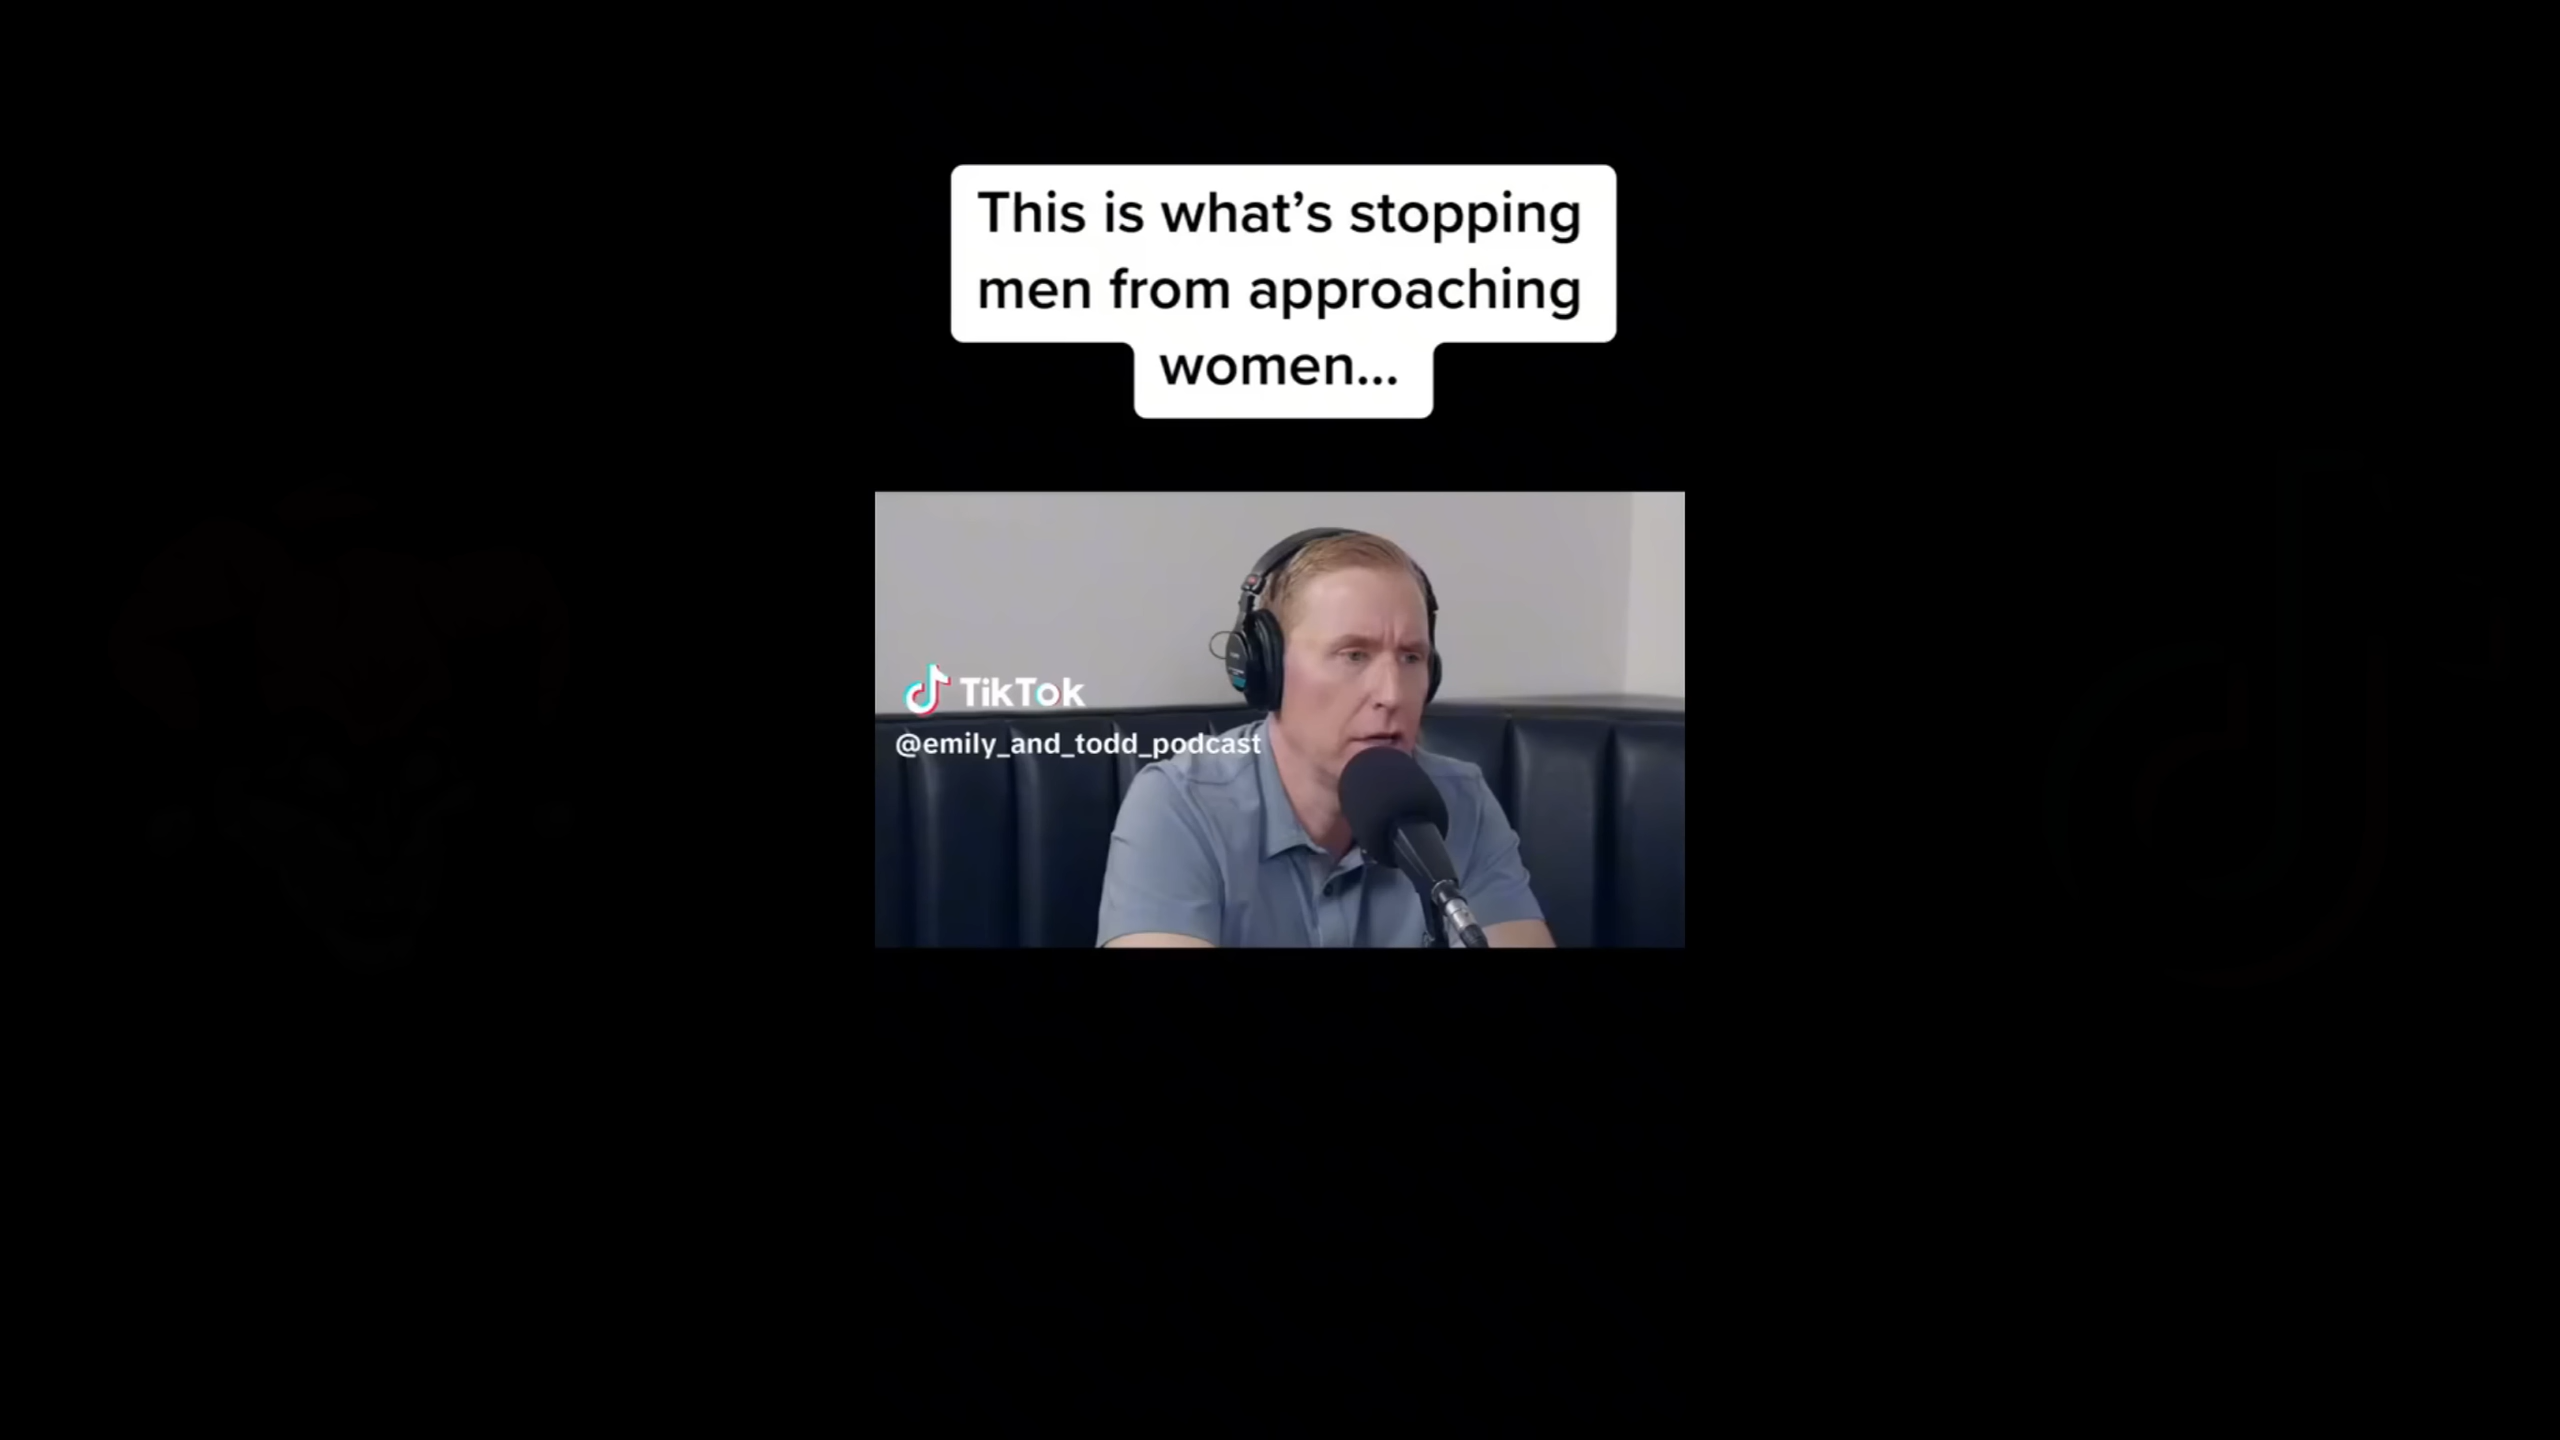 This is what’s stopping
men from approaching
women...
TikTok
@emily_and_todd_podcast